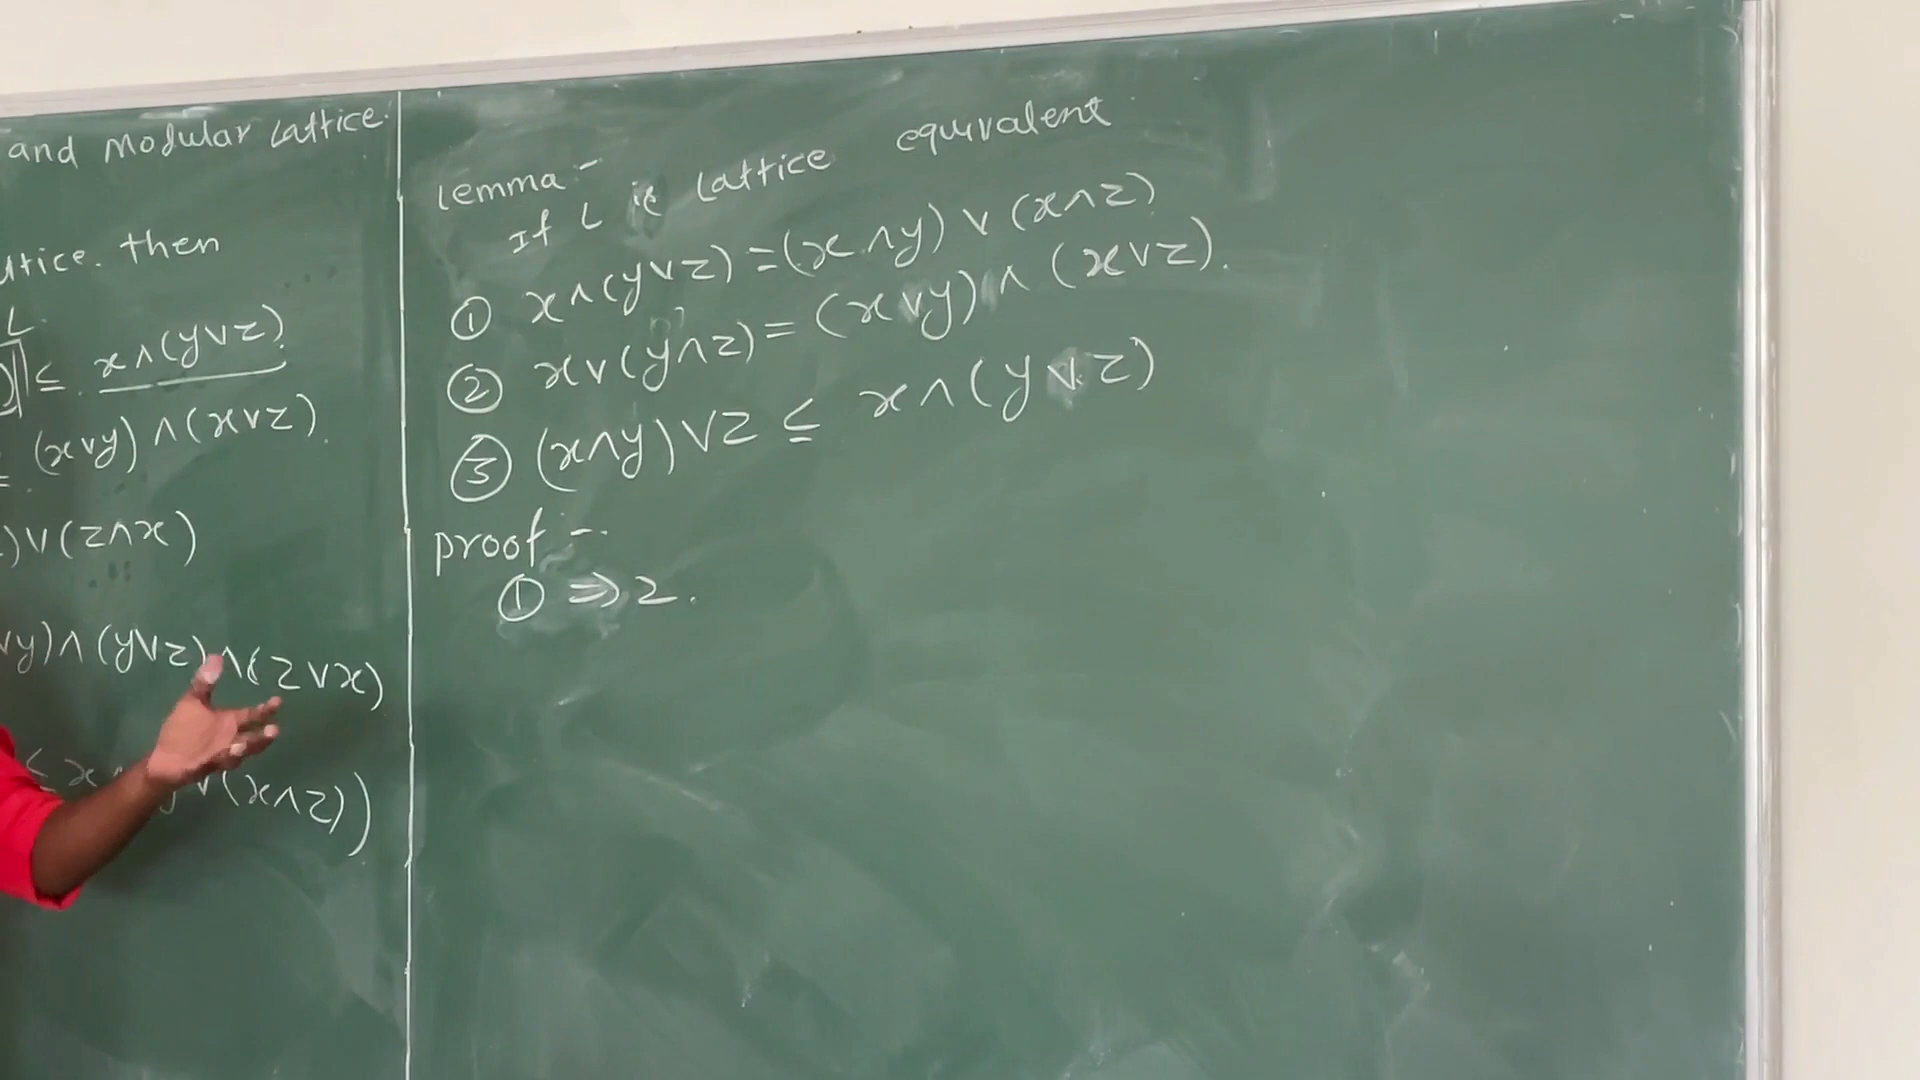 and Modular Lattice.
ttice. then
L
≤ x∧(y∨z).
≤ (x∨y)∧(x∨z).
)∨(z∧x)
∨y)∧(y∨z)∧(z∨x)
≤ x∧ y∨(x∧z))
Lemma:-
If L is Lattice equivalent
① x∧(y∨z)=(x∧y)∨(x∧z)
② x∨(y∧z)=(x∨y)∧(x∨z).
③ (x∧y)∨z ≤ x∧(y∨z)
proof:-
① ⇒ 2.